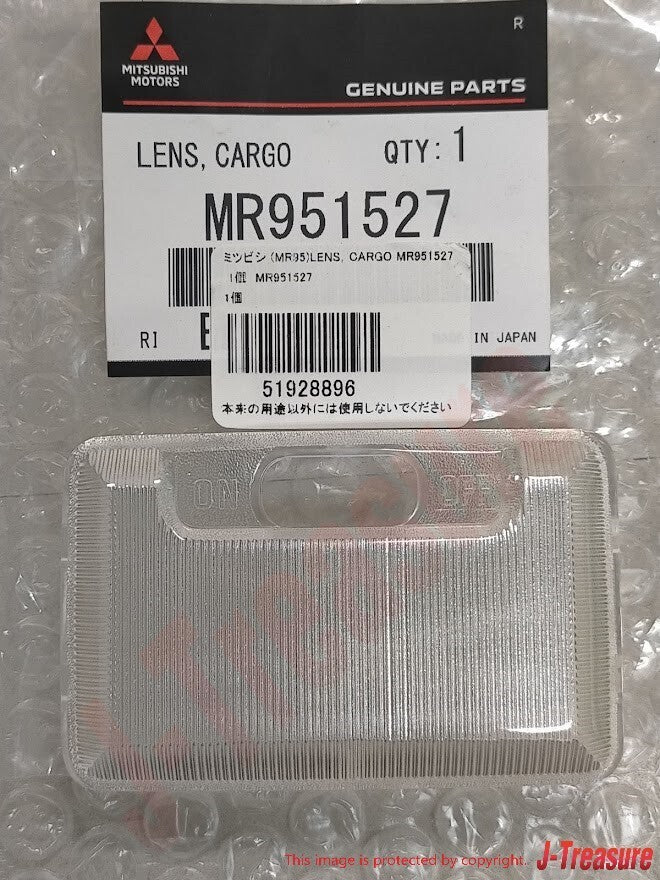 R
MITSUBISHI
MOTORS
GENUINE PARTS
LENS, CARGO QTY: 1
MR951527
ミツビシ (MR95)LENS, CARGO MR951527
1個 MR951527
1個
RI IN JAPAN
51928896
本来の用途以外には使用しないでください
ON OFF
J-Treasure
This image is protected by copyright. J-Treasure